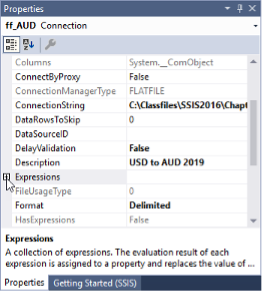 Properties
ff_AUD Connection
Columns System.__ComObject
ConnectByProxy False
ConnectionManagerType FLATFILE
ConnectionString C:\Classfiles\SSIS2016\Chapt
DataRowsToSkip 0
DataSourceID
DelayValidation False
Description USD to AUD 2019
Expressions
FileUsageType 0
Format Delimited
HasExpressions False
Expressions
A collection of expressions. The evaluation result of each
expression is assigned to a property and replaces the value of ...
Properties Getting Started (SSIS)